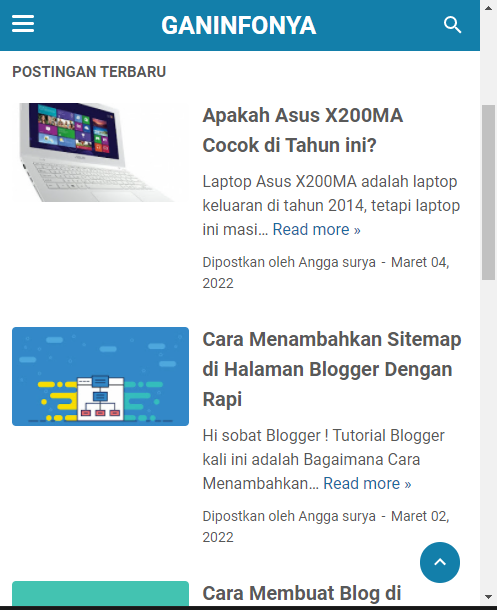 GANINFONYA
POSTINGAN TERBARU
Apakah Asus X200MA
Cocok di Tahun ini?
Laptop Asus X200MA adalah laptop
keluaran di tahun 2014, tetapi laptop
ini masi... Read more »
Dipostkan oleh Angga surya - Maret 04,
2022
Cara Menambahkan Sitemap
di Halaman Blogger Dengan
Rapi
Hi sobat Blogger ! Tutorial Blogger
kali ini adalah Bagaimana Cara
Menambahkan... Read more »
Dipostkan oleh Angga surya - Maret 02,
2022
Cara Membuat Blog di